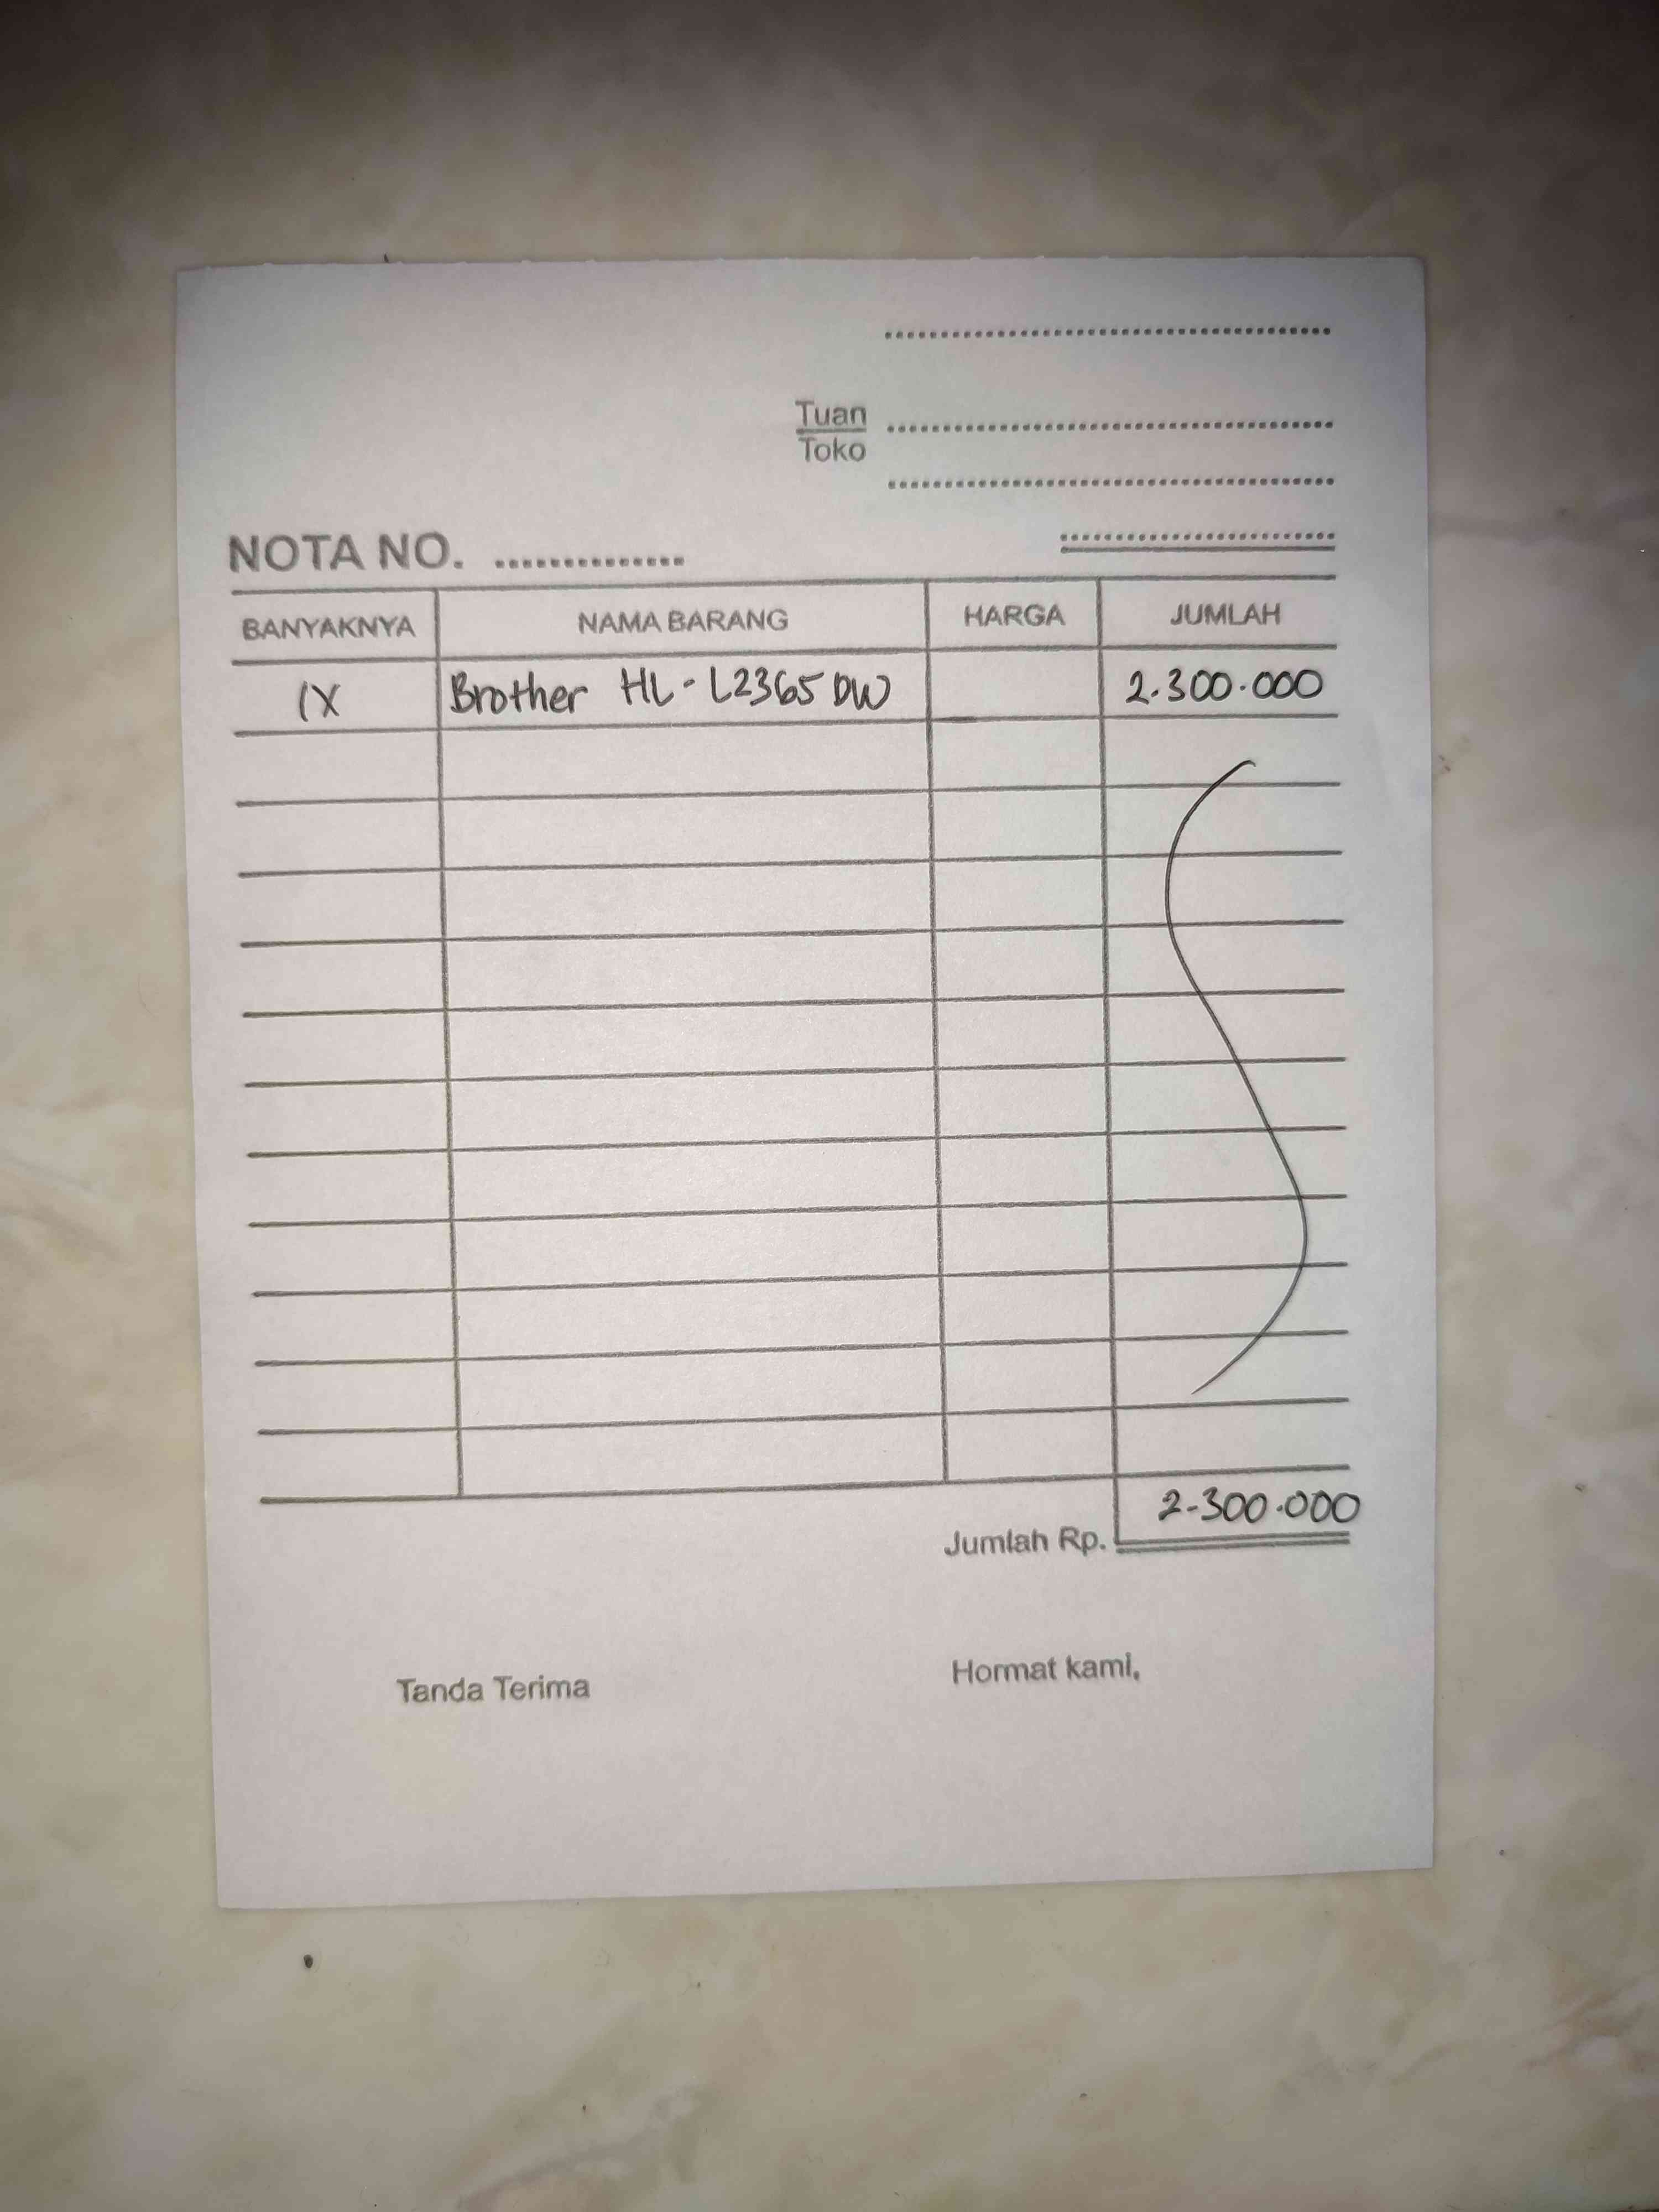 Tuan
Toko
NOTA NO. ..............
BANYAKNYA NAMA BARANG HARGA JUMLAH
1X Brother HL-L2365DW 2.300.000
Jumlah Rp. 2.300.000
Tanda Terima Hormat kami,